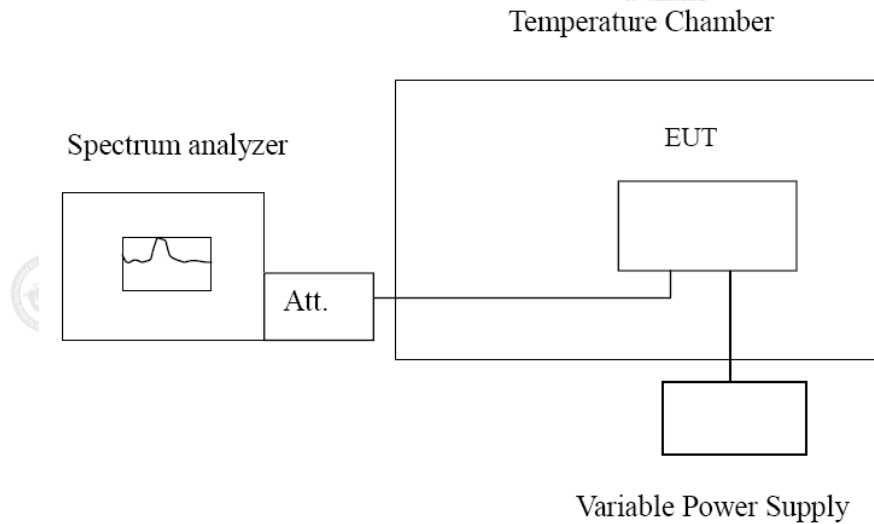 Temperature Chamber
Spectrum analyzer
EUT
Att.
Variable Power Supply